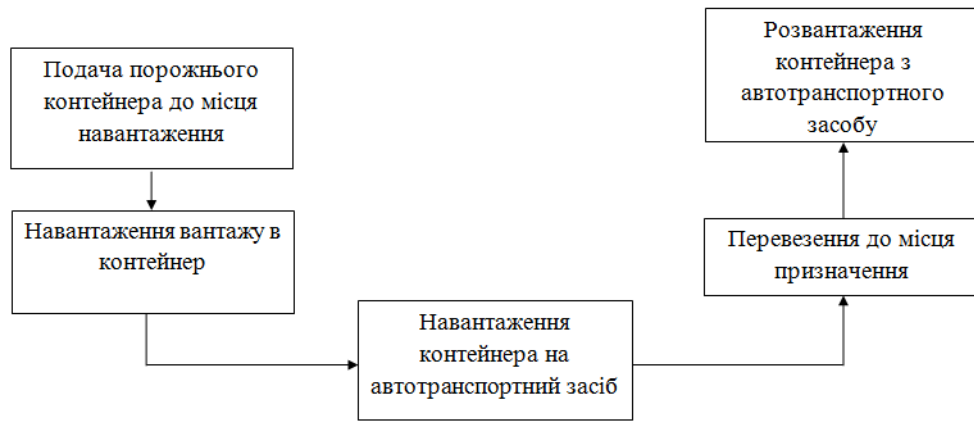 Подача порожнього
контейнера до місця
навантаження
Навантаження вантажу в
контейнер
Навантаження
контейнера на
автотранспортний засіб
Перевезення до місця
призначення
Розвантаження
контейнера з
автотранспортного
засобу